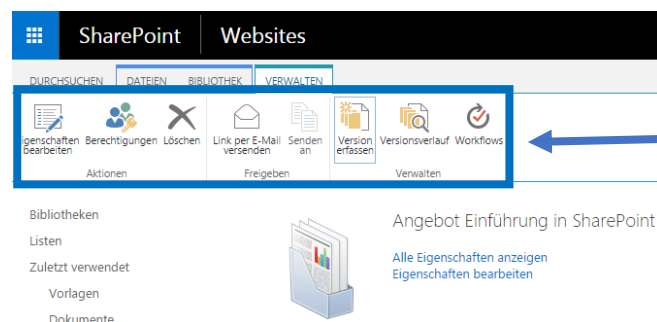 SharePoint Websites
DURCHSUCHEN DATEIEN BIBLIOTHEK VERWALTEN
Eigenschaften Berechtigungen Löschen Link per E-Mail Senden Version Versionsverlauf Workflows
bearbeiten versenden an erfassen
Aktionen Freigeben Verwalten
Bibliotheken
Listen
Zuletzt verwendet
Vorlagen
Dokumente
Angebot Einführung in SharePoint
Alle Eigenschaften anzeigen
Eigenschaften bearbeiten